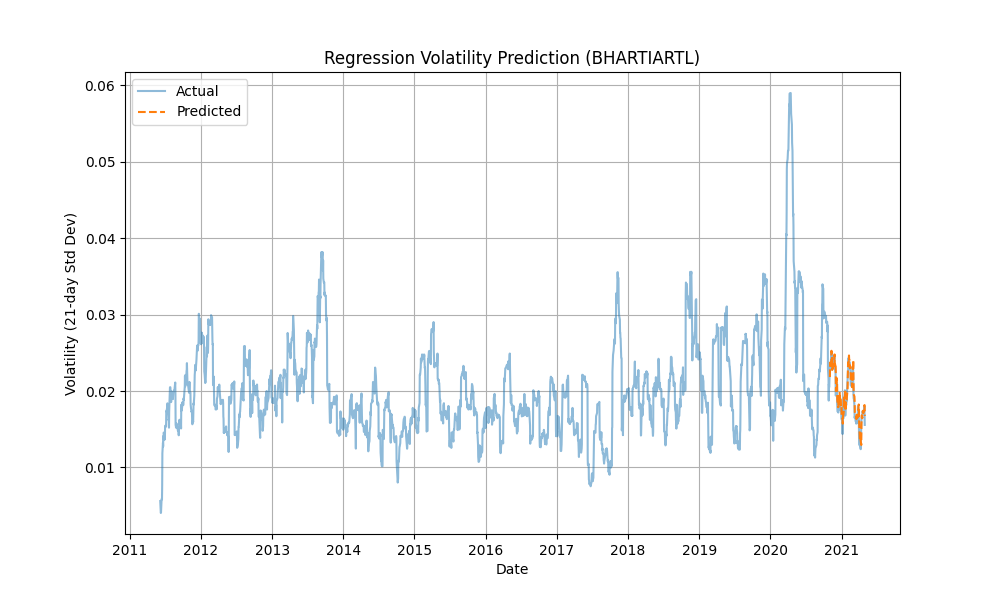 Regression Volatility Prediction (BHARTIARTL)
Actual
Predicted
Volatility (21-day Std Dev)
0.06
0.05
0.04
0.03
0.02
0.01
2011 2012 2013 2014 2015 2016 2017 2018 2019 2020 2021
Date